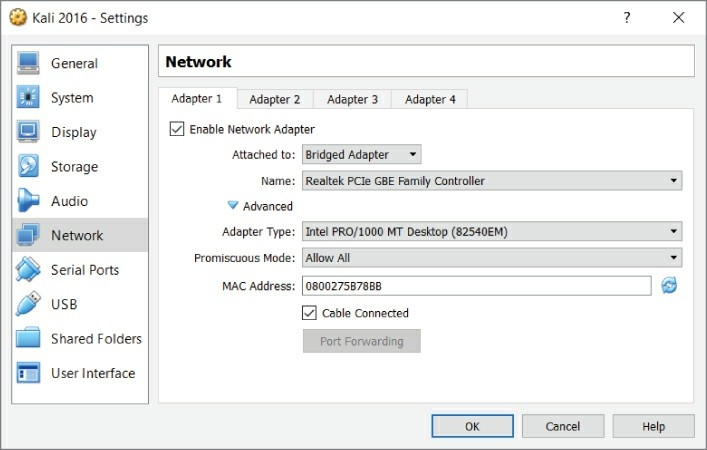 Kali 2016 - Settings
?
General
System
Display
Storage
Audio
Network
Serial Ports
USB
Shared Folders
User Interface
Network
Adapter 1 Adapter 2 Adapter 3 Adapter 4
Enable Network Adapter
Attached to: Bridged Adapter
Name: Realtek PCIe GBE Family Controller
Advanced
Adapter Type: Intel PRO/1000 MT Desktop (82540EM)
Promiscuous Mode: Allow All
MAC Address: 0800275B78BB
Cable Connected
Port Forwarding
OK Cancel Help